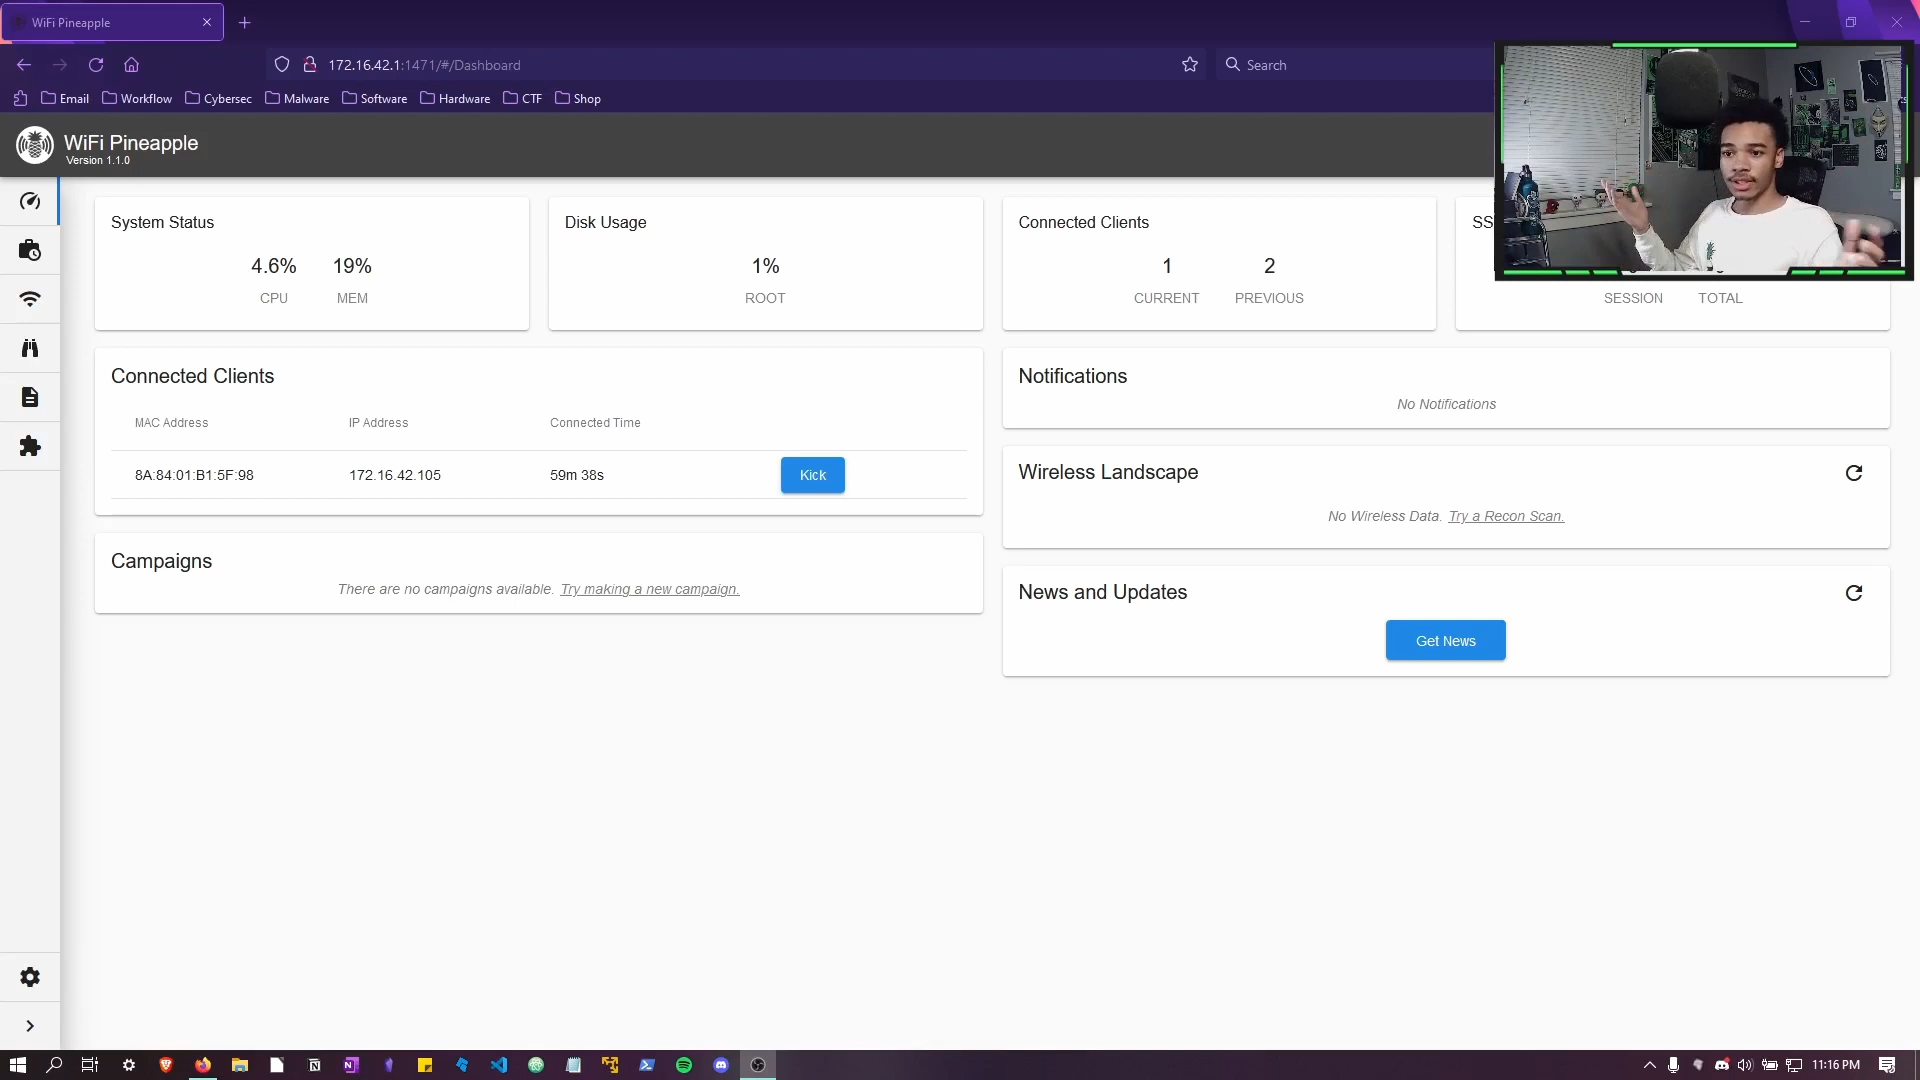 WiFi Pineapple
172.16.42.1:1471/#/Dashboard
Search
Email
Workflow
Cybersec
Malware
Software
Hardware
CTF
Shop
WiFi Pineapple
Version 1.1.0
System Status
4.6%
19%
CPU
MEM
Disk Usage
1%
ROOT
Connected Clients
1
2
CURRENT
PREVIOUS
SS
SESSION
TOTAL
Connected Clients
MAC Address
IP Address
Connected Time
8A:84:01:B1:5F:98
172.16.42.105
59m 38s
Kick
Campaigns
There are no campaigns available. Try making a new campaign.
Notifications
No Notifications
Wireless Landscape
No Wireless Data. Try a Recon Scan.
News and Updates
Get News
11:16 PM